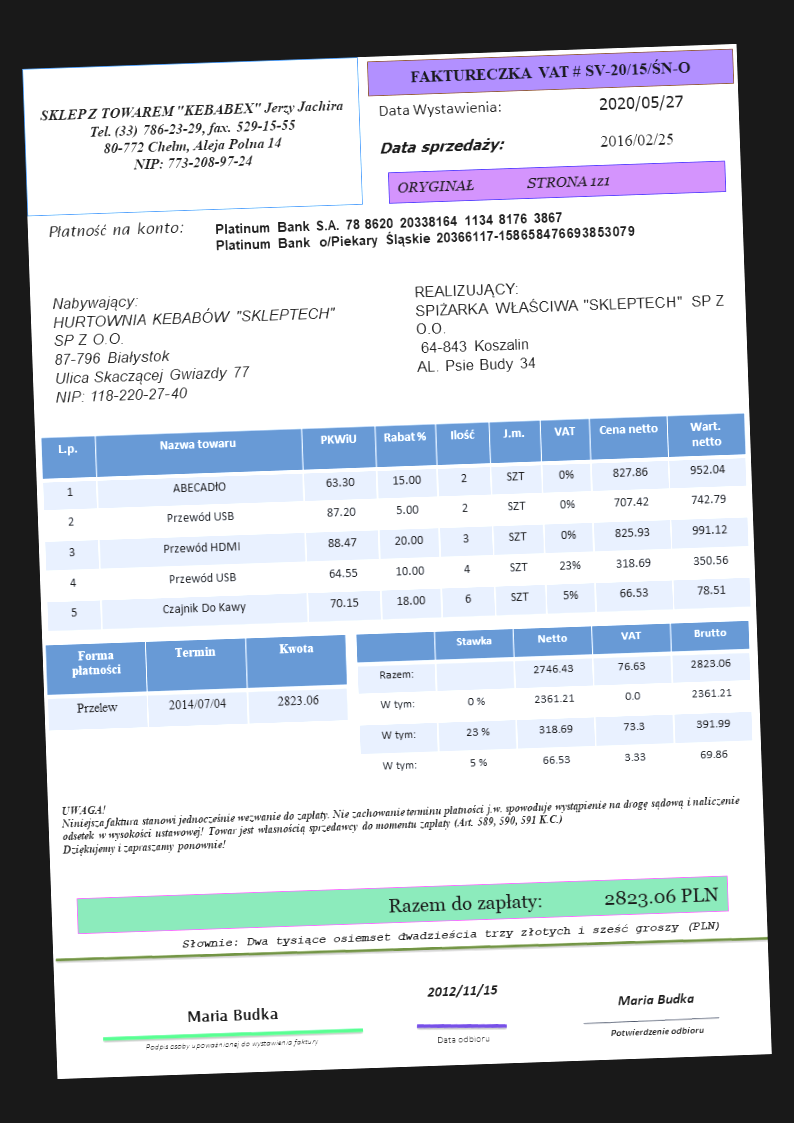 SKLEP Z TOWAREM "KEBABEX" Jerzy Jachira
Tel. (33) 786-23-29, fax. 529-15-55
80-772 Chełm, Aleja Polna 14
NIP: 773-208-97-24
FAKTURECZKA VAT # SV-20/15/ŚN-O
Data Wystawienia: 2020/05/27
Data sprzedaży: 2016/02/25
ORYGINAŁ STRONA 1z1
Płatność na konto: Platinum Bank S.A. 78 8620 20338164 1134 8176 3867
Platinum Bank o/Piekary Śląskie 20366117-158658476693853079
Nabywający:
HURTOWNIA KEBABÓW "SKLEPTECH"
SP Z O.O.
87-796 Białystok
Ulica Skaczącej Gwiazdy 77
NIP: 118-220-27-40
REALIZUJĄCY:
SPIŻARKA WŁAŚCIWA "SKLEPTECH" SP Z
O.O.
64-843 Koszalin
AL. Psie Budy 34
L.p. Nazwa towaru PKWiU Rabat % Ilość J.m. VAT Cena netto Wart. netto
1 ABECADŁO 63.30 15.00 2 SZT 0% 827.86 952.04
2 Przewód USB 87.20 5.00 2 SZT 0% 707.42 742.79
3 Przewód HDMI 88.47 20.00 3 SZT 0% 825.93 991.12
4 Przewód USB 64.55 10.00 4 SZT 23% 318.69 350.56
5 Czajnik Do Kawy 70.15 18.00 6 SZT 5% 66.53 78.51
Forma płatności Termin Kwota
Przelew 2014/07/04 2823.06
Stawka Netto VAT Brutto
Razem: 2746.43 76.63 2823.06
W tym: 0 % 2361.21 0.0 2361.21
W tym: 23 % 318.69 73.3 391.99
W tym: 5 % 66.53 3.33 69.86
UWAGA!
Niniejsza faktura stanowi jednocześnie wezwanie do zapłaty. Nie zachowanie terminu płatności j.w. spowoduje wystąpienie na drogę sądową i naliczenie
odsetek w wysokości ustawowej! Towar jest własnością sprzedawcy do momentu zapłaty (Art. 589, 590, 591 K.C.)
Dziękujemy i zapraszamy ponownie!
Razem do zapłaty: 2823.06 PLN
Słownie: Dwa tysiące osiemset dwadzieścia trzy złotych i sześć groszy (PLN)
Maria Budka
Podpis osoby upoważnionej do wystawienia faktury
2012/11/15
Data odbioru
Maria Budka
Potwierdzenie odbioru